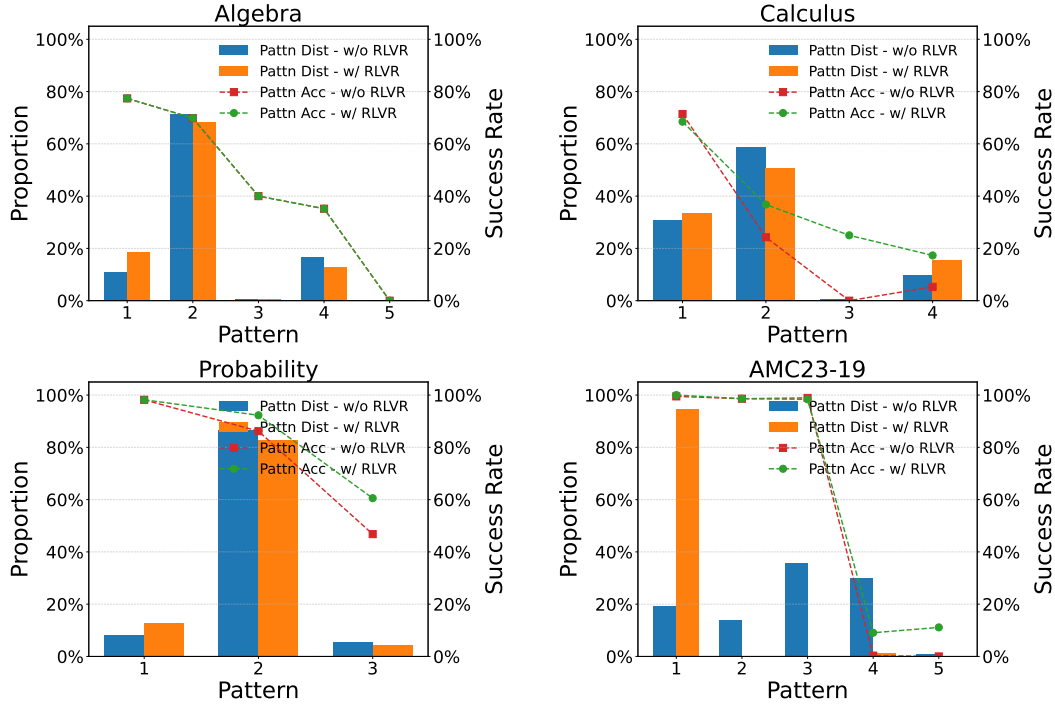 Algebra
100%
80%
60%
40%
20%
0%
Proportion
100%
80%
60%
40%
20%
0%
Success Rate
Pattn Dist - w/o RLVR
Pattn Dist - w/ RLVR
Pattn Acc - w/o RLVR
Pattn Acc - w/ RLVR
1 2 3 4 5
Pattern
Calculus
100%
80%
60%
40%
20%
0%
Proportion
100%
80%
60%
40%
20%
0%
Success Rate
Pattn Dist - w/o RLVR
Pattn Dist - w/ RLVR
Pattn Acc - w/o RLVR
Pattn Acc - w/ RLVR
1 2 3 4
Pattern
Probability
100%
80%
60%
40%
20%
0%
Proportion
100%
80%
60%
40%
20%
0%
Success Rate
Pattn Dist - w/o RLVR
Pattn Dist - w/ RLVR
Pattn Acc - w/o RLVR
Pattn Acc - w/ RLVR
1 2 3
Pattern
AMC23-19
100%
80%
60%
40%
20%
0%
Proportion
100%
80%
60%
40%
20%
0%
Success Rate
Pattn Dist - w/o RLVR
Pattn Dist - w/ RLVR
Pattn Acc - w/o RLVR
Pattn Acc - w/ RLVR
1 2 3 4 5
Pattern